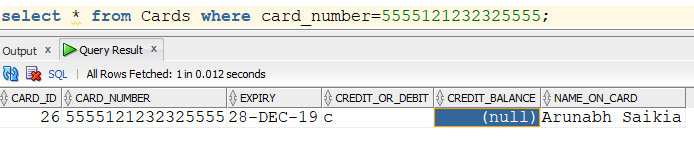 select * from Cards where card_number=5555121232325555;
Output x Query Result x
SQL | All Rows Fetched: 1 in 0.012 seconds
CARD_ID CARD_NUMBER EXPIRY CREDIT_OR_DEBIT CREDIT_BALANCE NAME_ON_CARD
26 5555121232325555 28-DEC-19 c (null) Arunabh Saikia